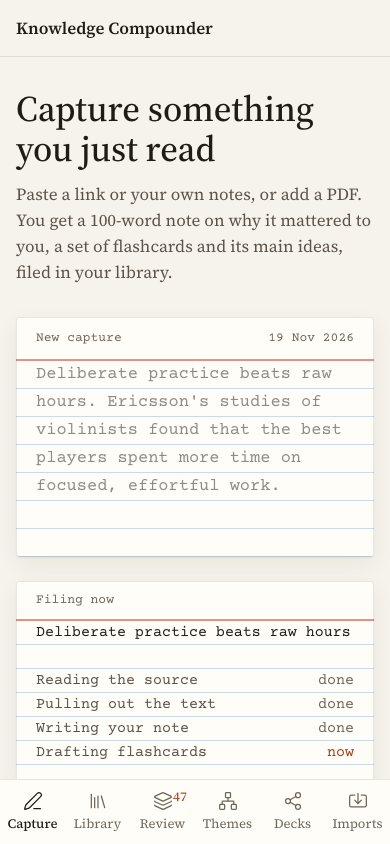 Knowledge Compounder
Capture something
you just read
Paste a link or your own notes, or add a PDF.
You get a 100-word note on why it mattered to
you, a set of flashcards and its main ideas,
filed in your library.
New capture 19 Nov 2026
Deliberate practice beats raw
hours. Ericsson's studies of
violinists found that the best
players spent more time on
focused, effortful work.
Filing now
Deliberate practice beats raw hours
Reading the source done
Pulling out the text done
Writing your note done
Drafting flashcards now
47
Capture Library Review Themes Decks Imports